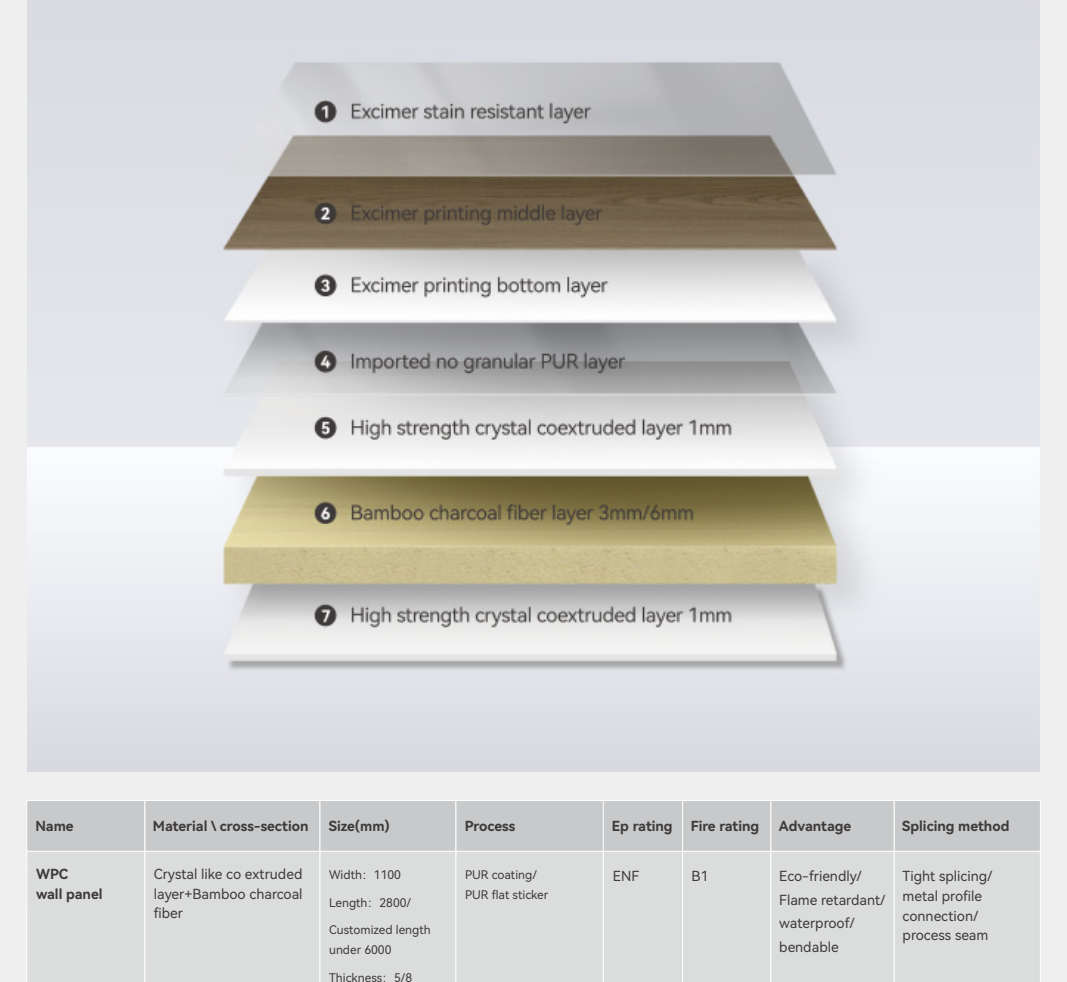 1 Excimer stain resistant layer
2 Excimer printing middle layer
3 Excimer printing bottom layer
4 Imported no granular PUR layer
5 High strength crystal coextruded layer 1mm
6 Bamboo charcoal fiber layer 3mm/6mm
7 High strength crystal coextruded layer 1mm
Name
Material \ cross-section
Size(mm)
Process
Ep rating
Fire rating
Advantage
Splicing method
WPC
wall panel
Crystal like co extruded
layer+Bamboo charcoal
fiber
Width: 1100
Length: 2800/
Customized length
under 6000
Thickness: 5/8
PUR coating/
PUR flat sticker
ENF
B1
Eco-friendly/
Flame retardant/
waterproof/
bendable
Tight splicing/
metal profile
connection/
process seam